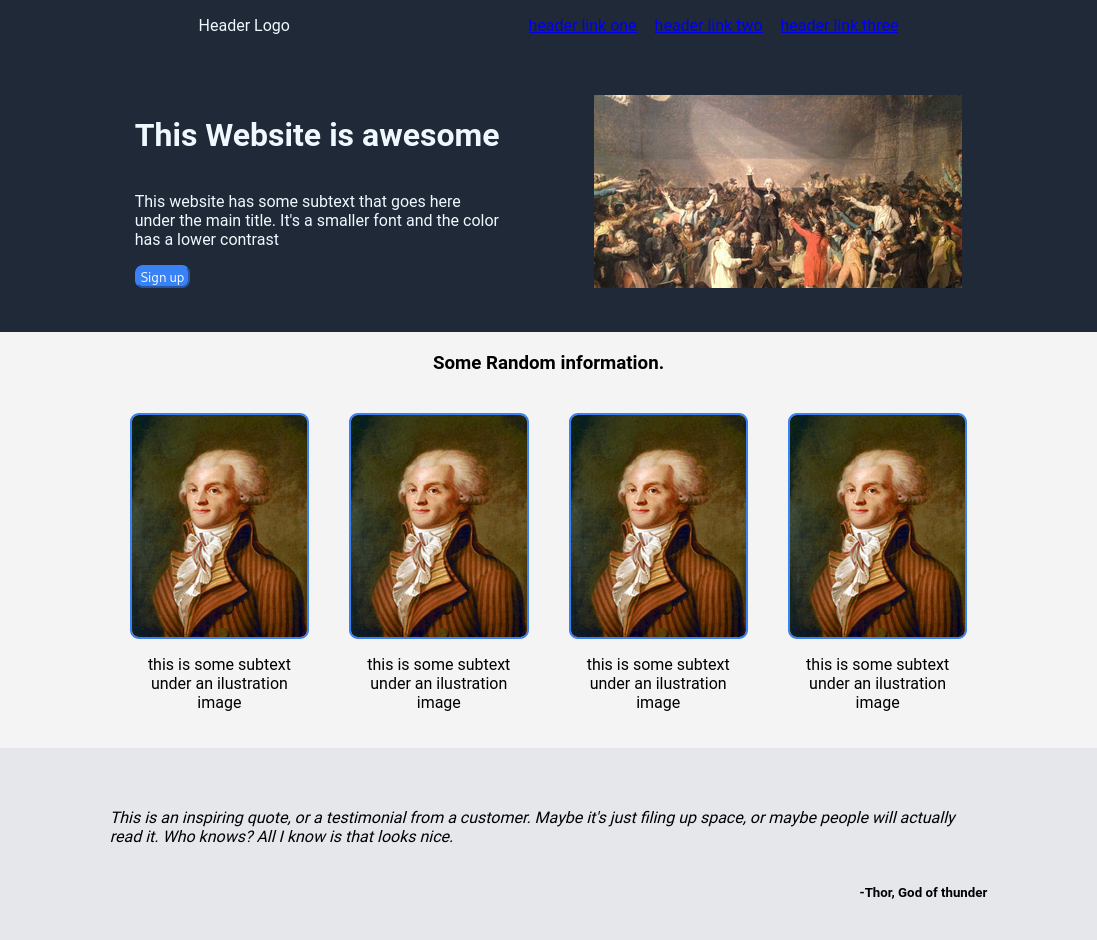 Header Logo
header link one header link two header link three
This Website is awesome
This website has some subtext that goes here
under the main title. It's a smaller font and the color
has a lower contrast
Sign up
Some Random information.
this is some subtext
under an ilustration
image
this is some subtext
under an ilustration
image
this is some subtext
under an ilustration
image
this is some subtext
under an ilustration
image
This is an inspiring quote, or a testimonial from a customer. Maybe it's just filing up space, or maybe people will actually
read it. Who knows? All I know is that looks nice.
-Thor, God of thunder